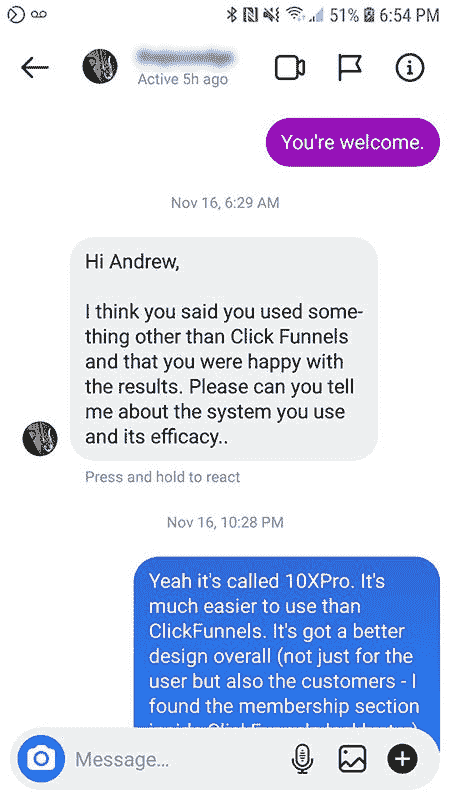 51% 6:54 PM
Active 5h ago
You're welcome.
Nov 16, 6:29 AM
Hi Andrew,
I think you said you used some-
thing other than Click Funnels
and that you were happy with
the results. Please can you tell
me about the system you use
and its efficacy..
Press and hold to react
Nov 16, 10:28 PM
Yeah it's called 10XPro. It's
much easier to use than
ClickFunnels. It's got a better
design overall (not just for the
user but also the customers - I
found the membership section
Message...